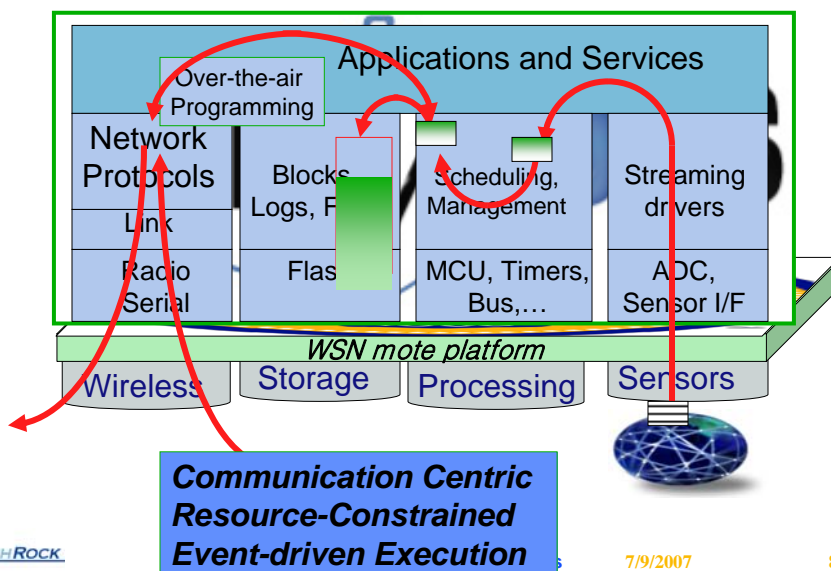 Applications and Services
Over-the-air
Programming
Network
Protocols
Link
Radio
Serial
Blocks,
Logs,
Scheduling,
Management
MCU, Timers,
Bus,…
Streaming
drivers
ADC,
Sensor I/F
WSN mote platform
Wireless
Storage
Processing
Sensors
Communication Centric
Resource-Constrained
Event-driven Execution
7/9/2007